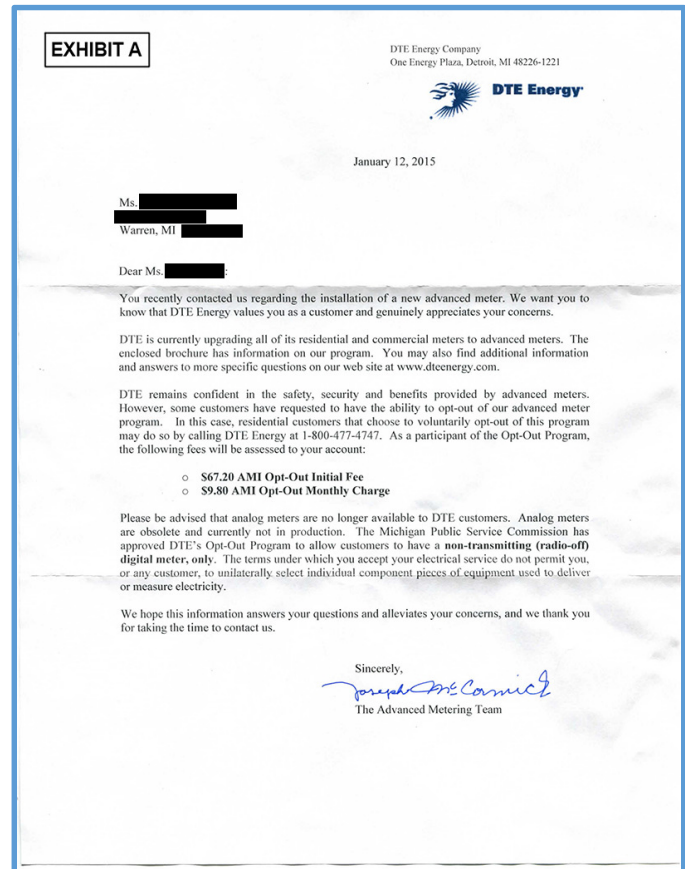 EXHIBIT A
DTE Energy Company
One Energy Plaza, Detroit, MI 48226-1221
DTE Energy
January 12, 2015
Ms.
Warren, MI
Dear Ms. :
You recently contacted us regarding the installation of a new advanced meter. We want you to
know that DTE Energy values you as a customer and genuinely appreciates your concerns.
DTE is currently upgrading all of its residential and commercial meters to advanced meters. The
enclosed brochure has information on our program. You may also find additional information
and answers to more specific questions on our web site at www.dteenergy.com.
DTE remains confident in the safety, security and benefits provided by advanced meters.
However, some customers have requested to have the ability to opt-out of our advanced meter
program. In this case, residential customers that choose to voluntarily opt-out of this program
may do so by calling DTE Energy at 1-800-477-4747. As a participant of the Opt-Out Program,
the following fees will be assessed to your account:
○ $67.20 AMI Opt-Out Initial Fee
○ $9.80 AMI Opt-Out Monthly Charge
Please be advised that analog meters are no longer available to DTE customers. Analog meters
are obsolete and currently not in production. The Michigan Public Service Commission has
approved DTE's Opt-Out Program to allow customers to have a non-transmitting (radio-off)
digital meter, only. The terms under which you accept your electrical service do not permit you,
or any customer, to unilaterally select individual component pieces of equipment used to deliver
or measure electricity.
We hope this information answers your questions and alleviates your concerns, and we thank you
for taking the time to contact us.
Sincerely,
Joseph McCormick
The Advanced Metering Team